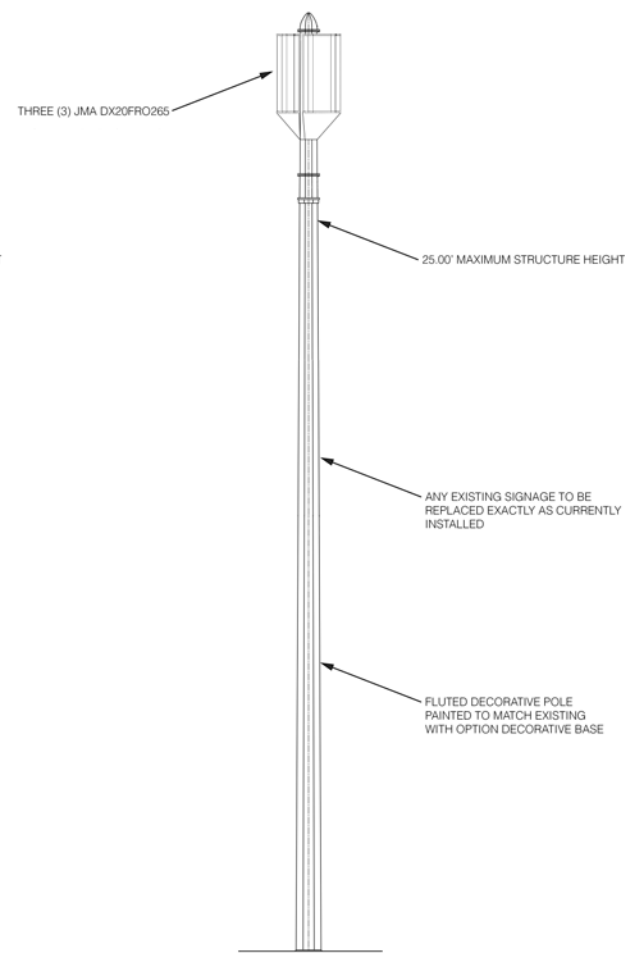 THREE (3) JMA DX20FRO265
25.00' MAXIMUM STRUCTURE HEIGHT
ANY EXISTING SIGNAGE TO BE
REPLACED EXACTLY AS CURRENTLY
INSTALLED
FLUTED DECORATIVE POLE
PAINTED TO MATCH EXISTING
WITH OPTION DECORATIVE BASE